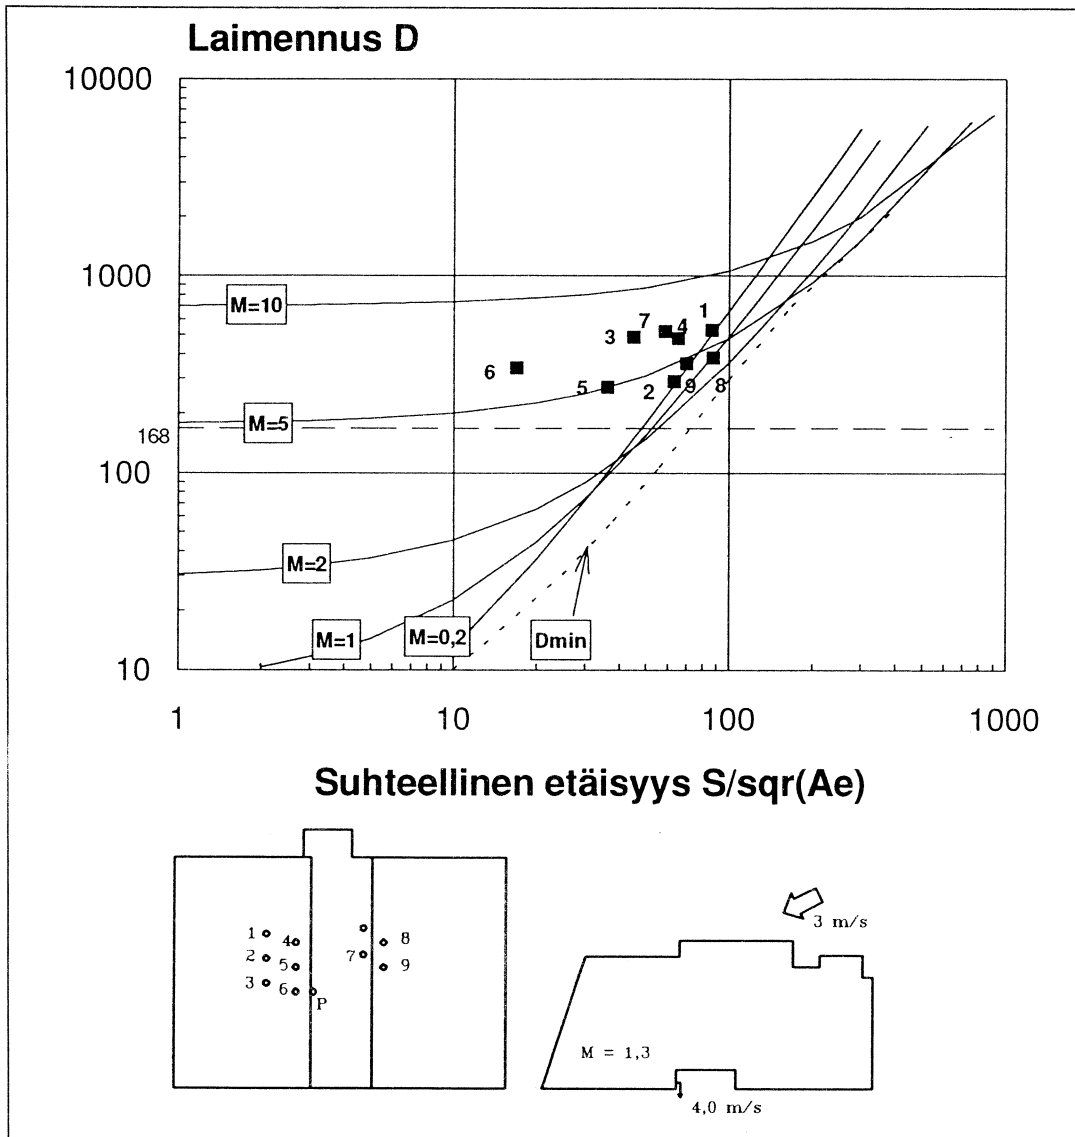 Laimennus D
10000
1000
M=10
7 4 1
3
6
5 2 9 8
M=5
168
100
M=2
M=1 M=0,2 Dmin
10
1 10 100 1000
Suhteellinen etäisyys S/sqr(Ae)
1 4 8
2 5 7 9
3 6 P
3 m/s
M = 1,3
4,0 m/s